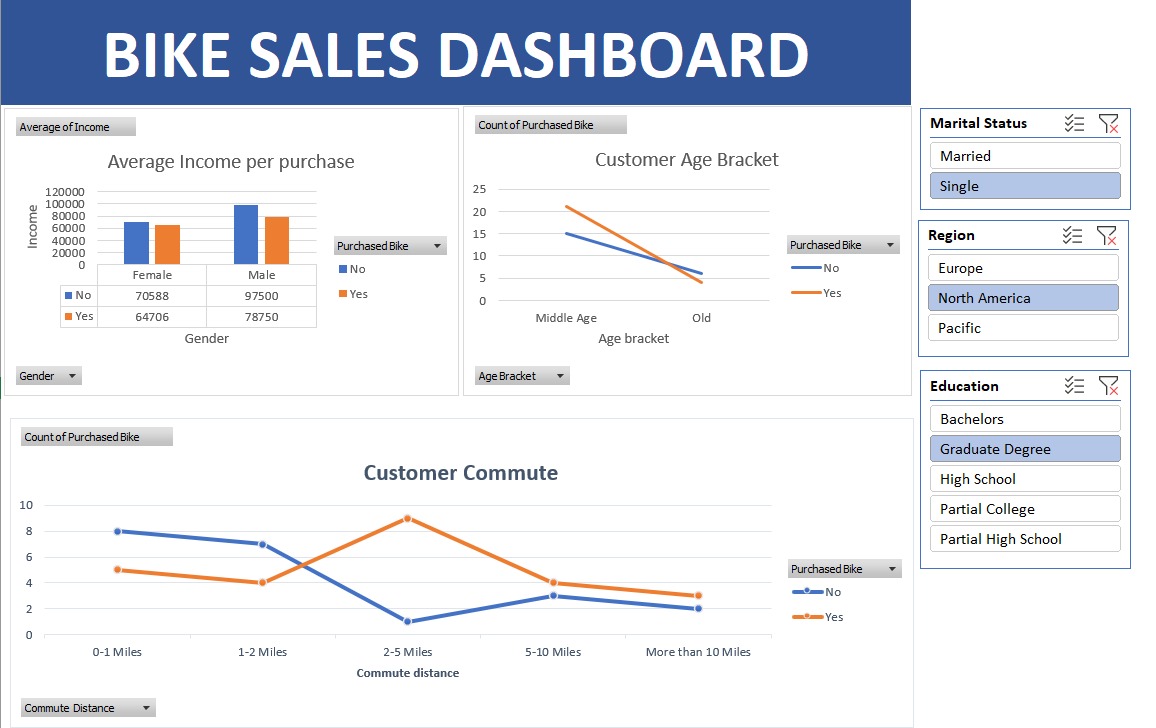 BIKE SALES DASHBOARD
Average of Income
Average Income per purchase
Income
120000
100000
80000
60000
40000
20000
0
Female Male
No 70588 97500
Yes 64706 78750
Gender
Purchased Bike
No
Yes
Gender
Count of Purchased Bike
Customer Age Bracket
25
20
15
10
5
0
Middle Age Old
Age bracket
Purchased Bike
No
Yes
Age Bracket
Marital Status
Married
Single
Region
Europe
North America
Pacific
Education
Bachelors
Graduate Degree
High School
Partial College
Partial High School
Count of Purchased Bike
Customer Commute
10
8
6
4
2
0
0-1 Miles 1-2 Miles 2-5 Miles 5-10 Miles More than 10 Miles
Commute distance
Purchased Bike
No
Yes
Commute Distance